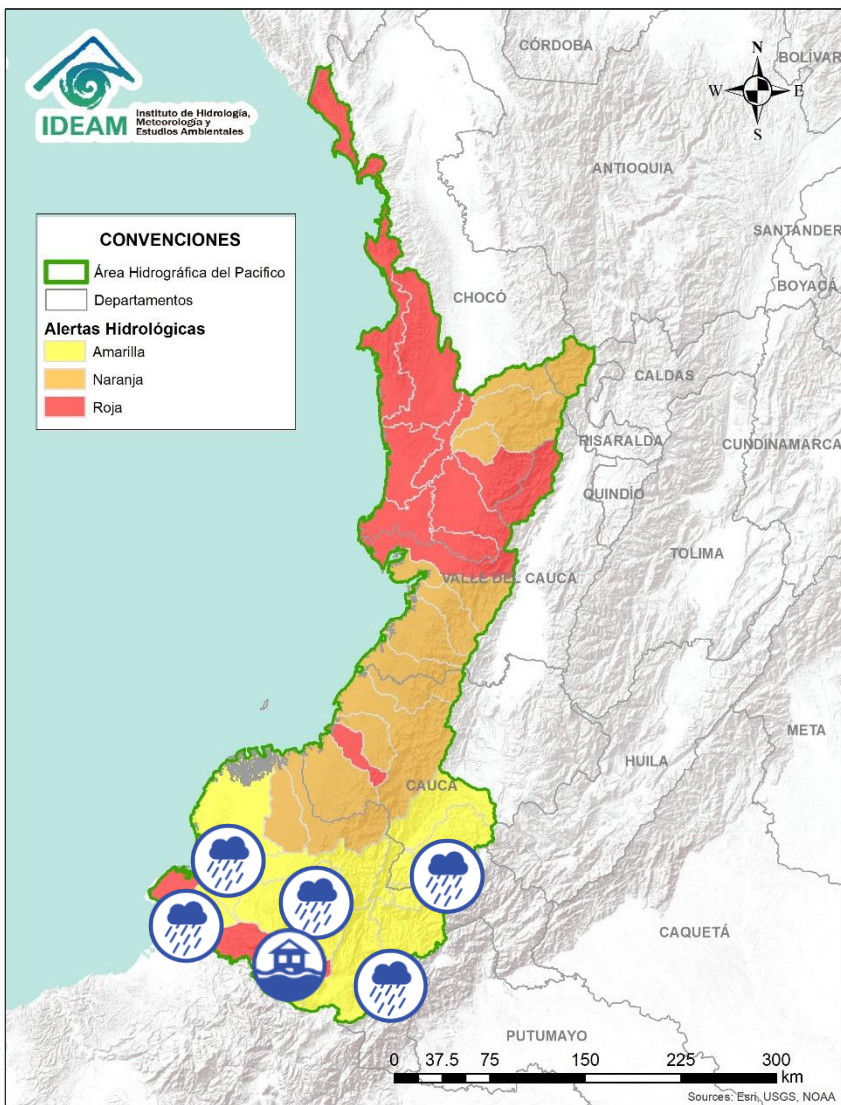 IDEAM
Instituto de Hidrología,
Meteorología y
Estudios Ambientales
CÓRDOBA
BOLÍVAR
N
W
E
S
ANTIOQUIA
SANTANDER
BOYACÁ
CONVENCIONES
Área Hidrográfica del Pacifico
Departamentos
Alertas Hidrológicas
Amarilla
Naranja
Roja
CHOCÓ
CALDAS
RISARALDA
CUNDINAMARCA
QUINDÍO
TOLIMA
VALLE DEL CAUCA
META
HUILA
CAUCA
CAQUETÁ
PUTUMAYO
0 37.5 75 150 225 300
km
Sources: Esri, USGS, NOAA